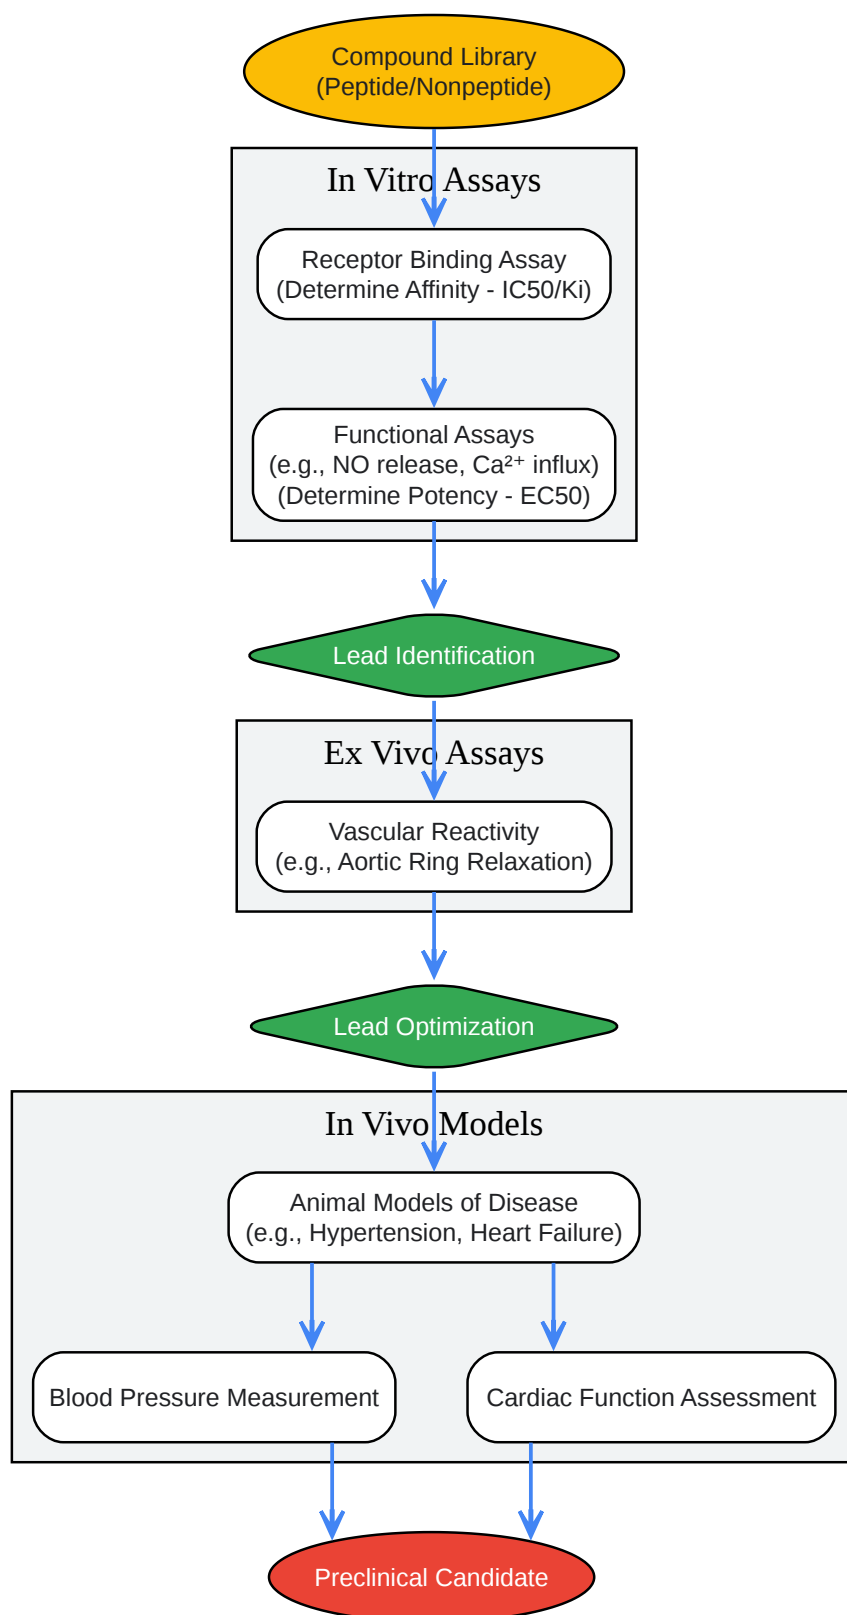 Compound Library
(Peptide/Nonpeptide)
In Vitro Assays
Receptor Binding Assay
(Determine Affinity - IC50/Ki)
Functional Assays
(e.g., NO release, Ca²⁺ influx)
(Determine Potency - EC50)
Lead Identification
Ex Vivo Assays
Vascular Reactivity
(e.g., Aortic Ring Relaxation)
Lead Optimization
In Vivo Models
Animal Models of Disease
(e.g., Hypertension, Heart Failure)
Blood Pressure Measurement
Cardiac Function Assessment
Preclinical Candidate